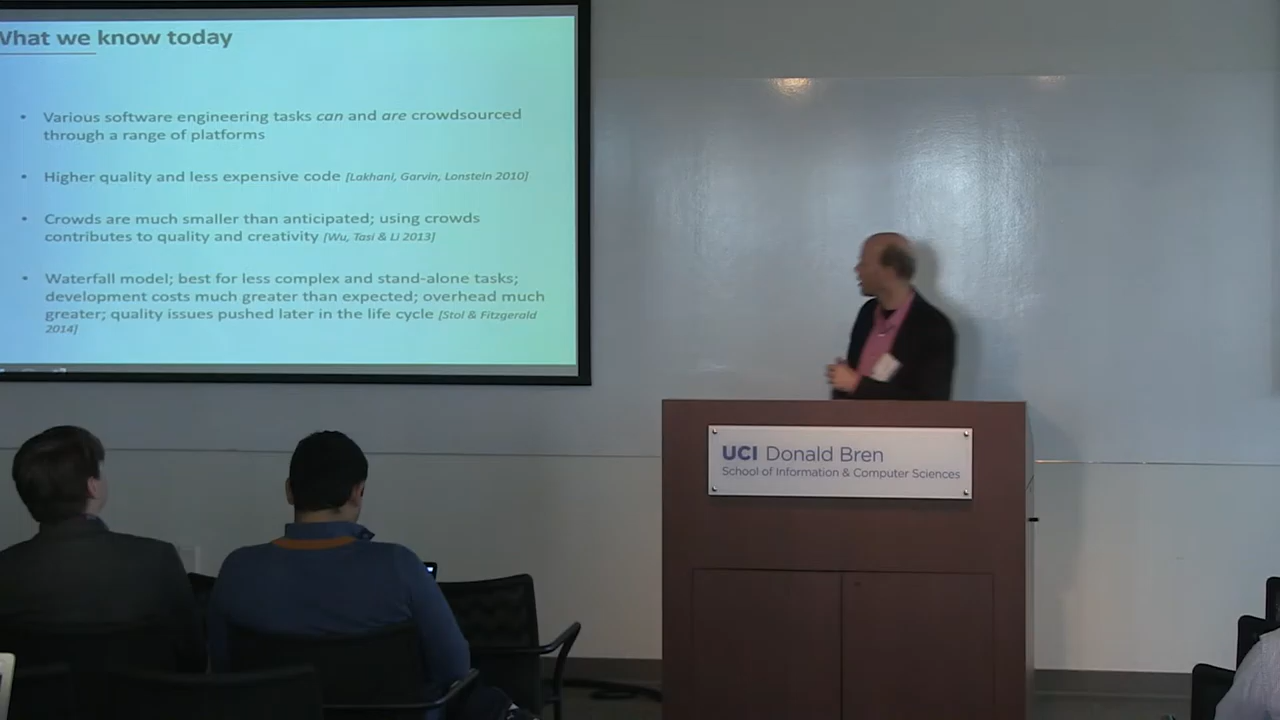 What we know today
• Various software engineering tasks can and are crowdsourced
through a range of platforms
• Higher quality and less expensive code [Lakhani, Garvin, Lonstein 2010]
• Crowds are much smaller than anticipated; using crowds
contributes to quality and creativity [Wu, Tasi & Li 2013]
• Waterfall model; best for less complex and stand-alone tasks;
development costs much greater than expected; overhead much
greater; quality issues pushed later in the life cycle [Stol & Fitzgerald
2014]
UCI Donald Bren
School of Information & Computer Sciences